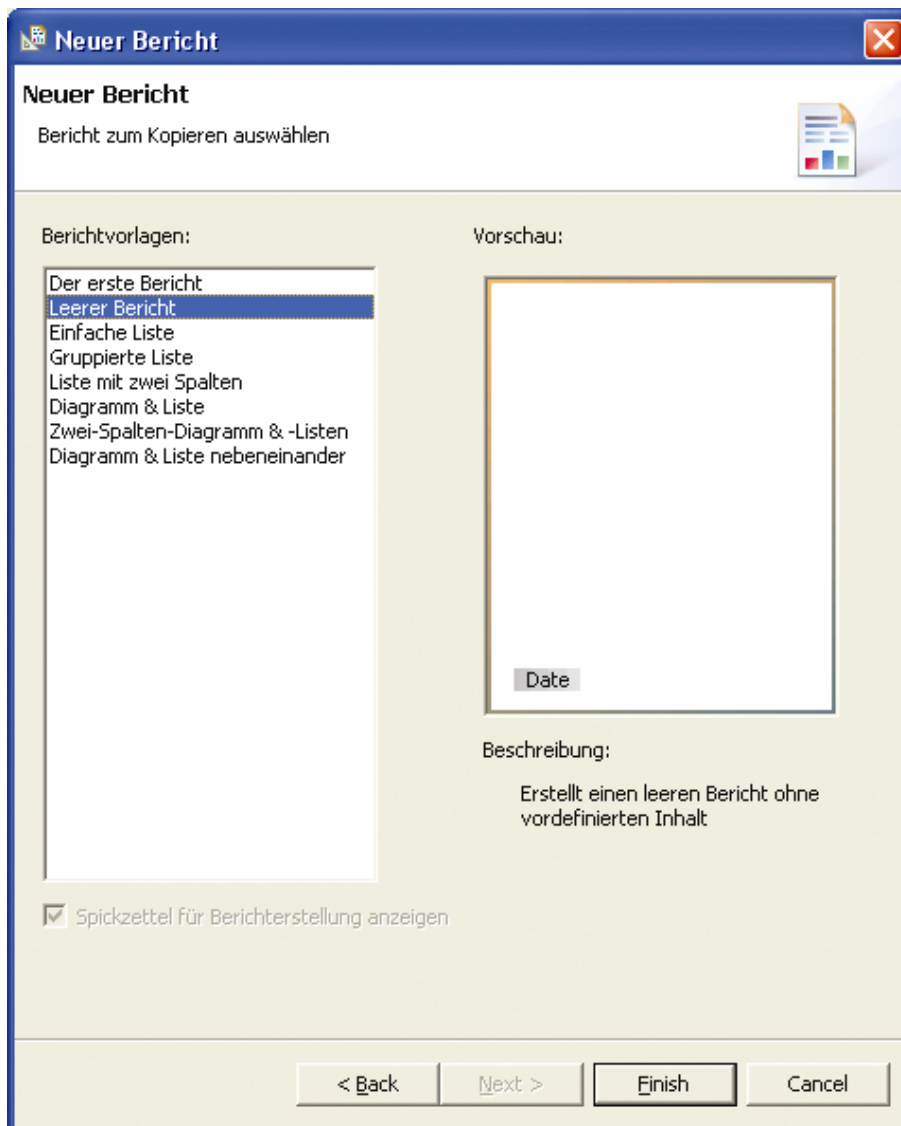 Neuer Bericht
Neuer Bericht
Bericht zum Kopieren auswählen
Berichtvorlagen:
Der erste Bericht
Leerer Bericht
Einfache Liste
Gruppierte Liste
Liste mit zwei Spalten
Diagramm & Liste
Zwei-Spalten-Diagramm & -Listen
Diagramm & Liste nebeneinander
Spickzettel für Berichterstellung anzeigen
Vorschau:
Date
Beschreibung:
Erstellt einen leeren Bericht ohne
vordefinierten Inhalt
< Back
Next >
Finish
Cancel